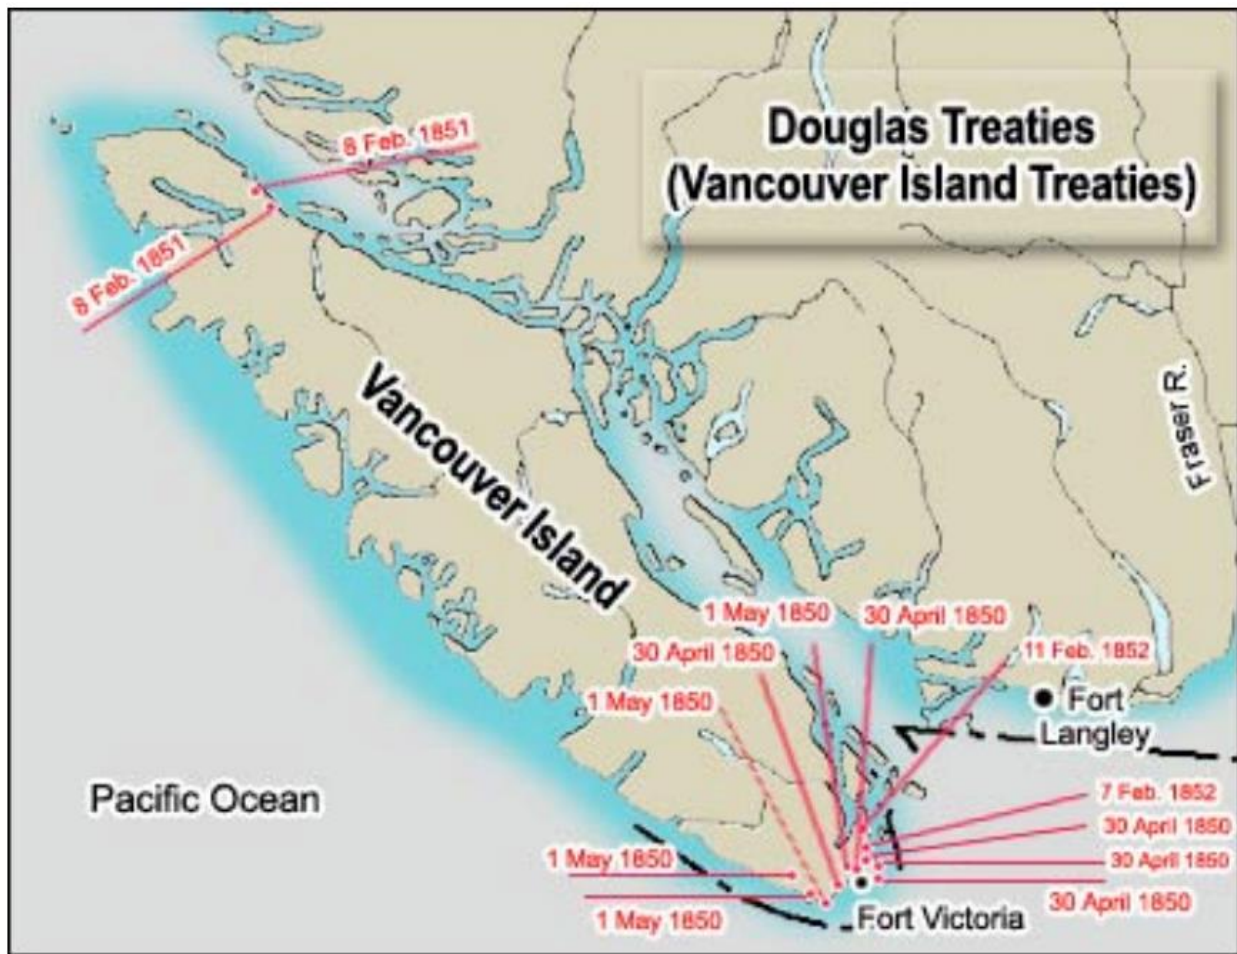 Douglas Treaties
(Vancouver Island Treaties)
8 Feb. 1851
8 Feb. 1851
Fraser R.
Vancouver Island
1 May 1850
30 April 1850
30 April 1850
11 Feb. 1852
1 May 1850
Fort
Langley
Pacific Ocean
7 Feb. 1852
30 April 1850
1 May 1850
30 April 1850
30 April 1850
1 May 1850
Fort Victoria